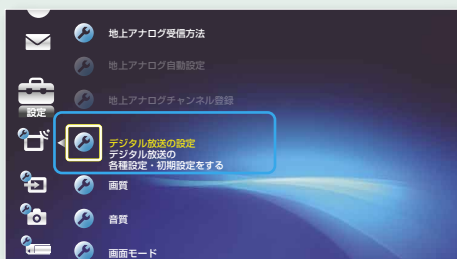 地上アナログ受信方法
地上アナログ自動設定
地上アナログチャンネル登録
設定
デジタル放送の設定
デジタル放送の
各種設定・初期設定をする
画質
音質
画面モード